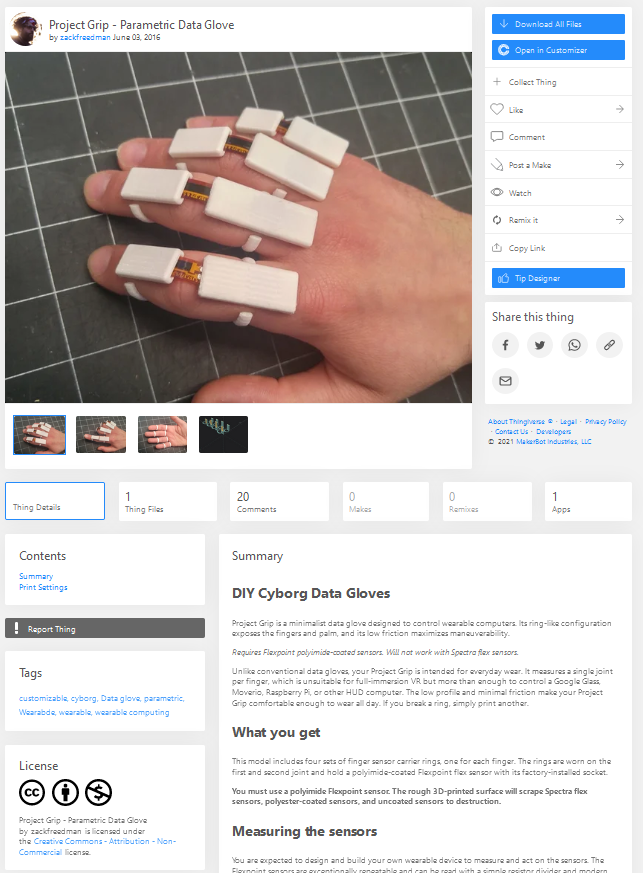 Project Grip - Parametric Data Glove
by zackfreedman June 03, 2016
Download All Files
Open in Customizer
Collect Thing
Like
Comment
Post a Make
Watch
Remix it
Copy Link
Tip Designer
Share this thing
About Thingiverse ® · Legal · Privacy Policy
· Contact Us · Developers
© 2021 MakerBot Industries, LLC
Thing Details
1
Thing Files
20
Comments
0
Makes
0
Remixes
1
Apps
Contents
Summary
Print Settings
Report Thing
Tags
customizable, cyborg, Data glove, parametric,
Wearabde, wearable, wearable computing
License
Project Grip - Parametric Data Glove
by zackfreedman is licensed under
the Creative Commons - Attribution - Non-
Commercial license.
Summary
DIY Cyborg Data Gloves
Project Grip is a minimalist data glove designed to control wearable computers. Its ring-like configuration
exposes the fingers and palm, and its low friction maximizes maneuverability.
Requires Flexpoint polyimide-coated sensors. Will not work with Spectra flex sensors.
Unlike conventional data gloves, your Project Grip is intended for everyday wear. It measures a single joint
per finger, which is unsuitable for full-immersion VR but more than enough to control a Google Glass,
Moverio, Raspberry Pi, or other HUD computer. The low profile and minimal friction make your Project
Grip comfortable enough to wear all day. If you break a ring, simply print another.
What you get
This model includes four sets of finger sensor carrier rings, one for each finger. The rings are worn on the
first and second joint and hold a polyimide-coated Flexpoint flex sensor with its factory-installed socket.
You must use a polyimide Flexpoint sensor. The rough 3D-printed surface will scrape Spectra flex
sensors, polyester-coated sensors, and uncoated sensors to destruction.
Measuring the sensors
You are expected to design and build your own wearable device to measure and act on the sensors. The
Flexpoint sensors are exceptionally repeatable and can be read with a simple resistor divider and modern